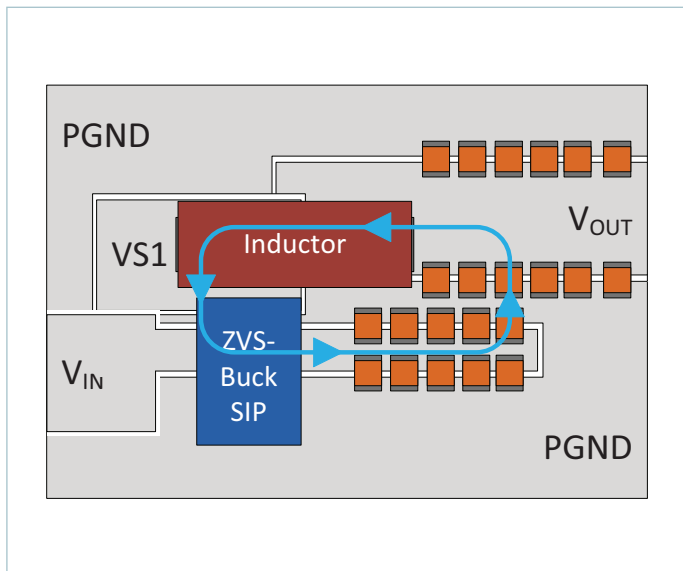 PGND
Inductor
VOUT
VS1
ZVS-
Buck
SIP
VIN
PGND